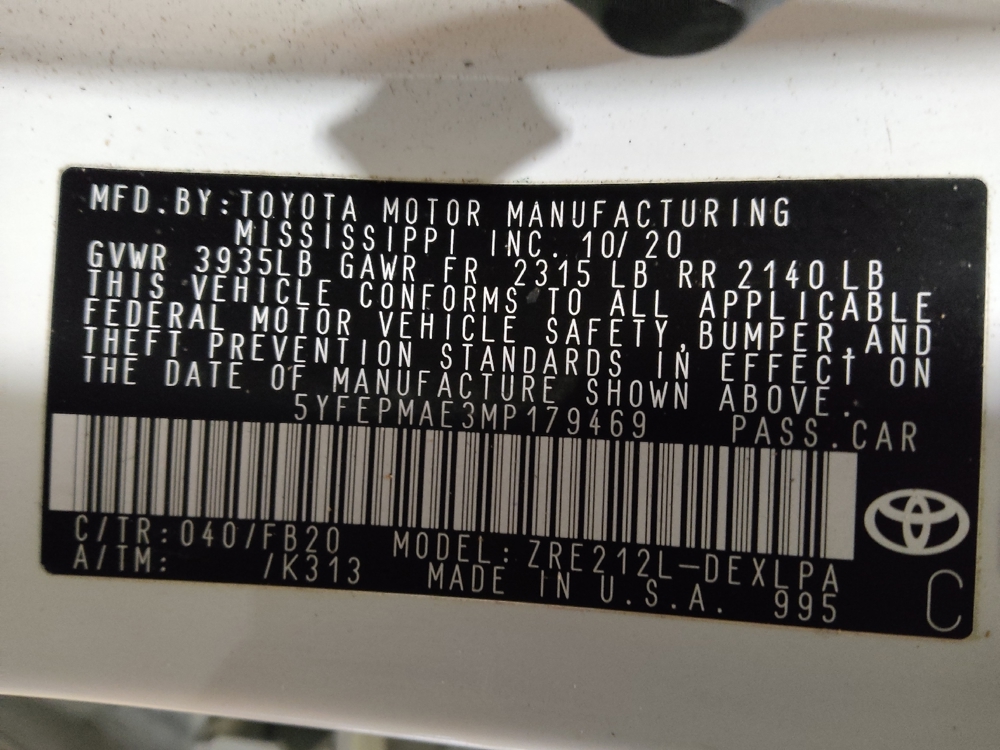 MFD.BY:TOYOTA MOTOR MANUFACTURING
MISSISSIPPI INC. 10/20
GVWR 3935LB GAWR FR 2315 LB RR 2140 LB
THIS VEHICLE CONFORMS TO ALL APPLICABLE
FEDERAL MOTOR VEHICLE SAFETY,BUMPER,AND
THEFT PREVENTION STANDARDS IN EFFECT ON
THE DATE OF MANUFACTURE SHOWN ABOVE.
5YFEPMAE3MP179469 PASS.CAR
C/TR:040/FB20 MODEL:ZRE212L-DEXLPA
A/TM: /K313 MADE IN U.S.A. 995
C